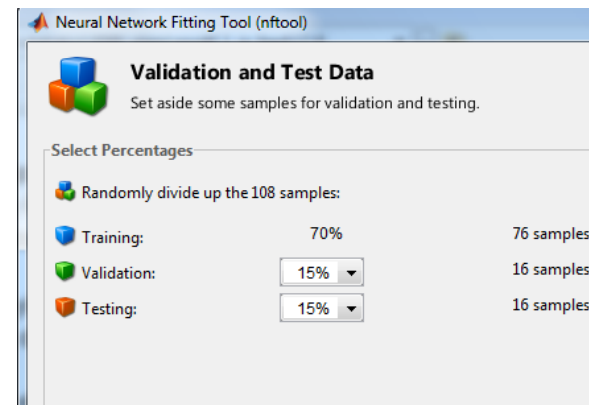 Neural Network Fitting Tool (nftool)
Validation and Test Data
Set aside some samples for validation and testing.
Select Percentages
Randomly divide up the 108 samples:
Training: 70% 76 samples
Validation: 15% 16 samples
Testing: 15% 16 samples